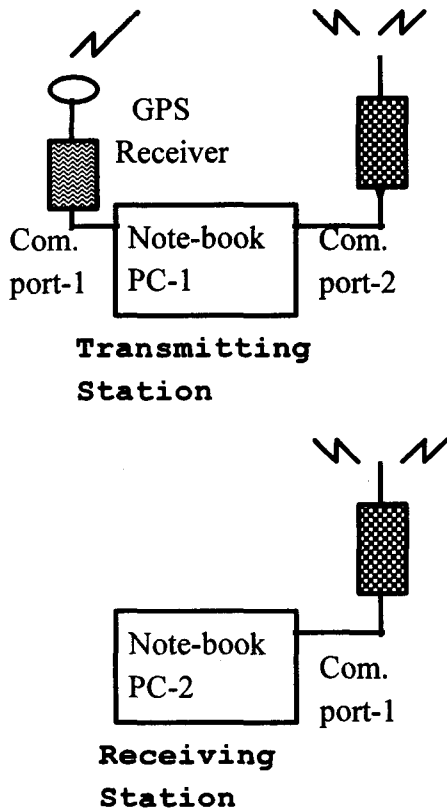 GPS
Receiver
Com.
port-1
Note-book
PC-1
Com.
port-2
Transmitting
Station
Note-book
PC-2
Com.
port-1
Receiving
Station